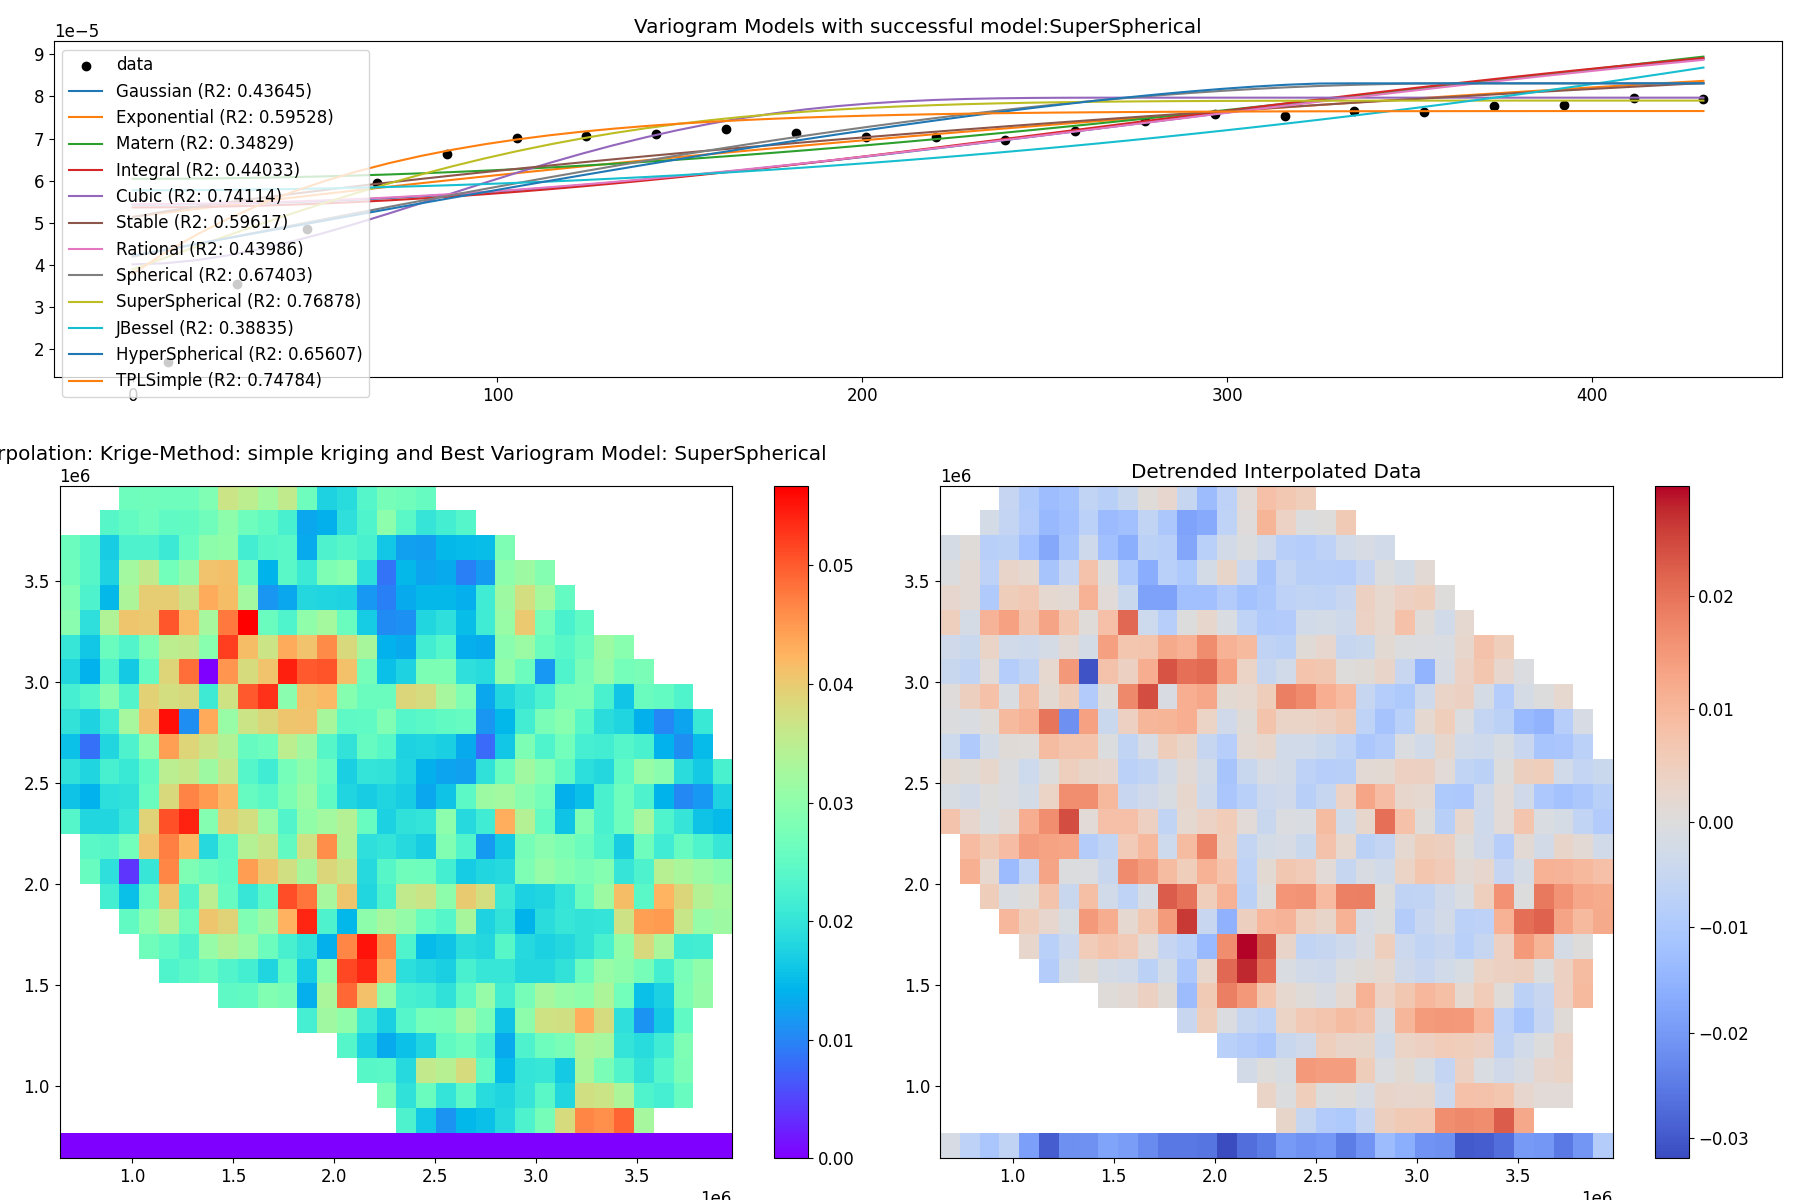 Variogram Models with successful model:SuperSpherical
1e−5
9
8
7
6
5
4
3
2
data
Gaussian (R2: 0.43645)
Exponential (R2: 0.59528)
Matern (R2: 0.34829)
Integral (R2: 0.44033)
Cubic (R2: 0.74114)
Stable (R2: 0.59617)
Rational (R2: 0.43986)
Spherical (R2: 0.67403)
SuperSpherical (R2: 0.76878)
JBessel (R2: 0.38835)
HyperSpherical (R2: 0.65607)
TPLSimple (R2: 0.74784)
0 100 200 300 400
rpolation: Krige-Method: simple kriging and Best Variogram Model: SuperSpherical
1e6
3.5
3.0
2.5
2.0
1.5
1.0
1.0 1.5 2.0 2.5 3.0 3.5
1e6
0.05
0.04
0.03
0.02
0.01
0.00
Detrended Interpolated Data
1e6
3.5
3.0
2.5
2.0
1.5
1.0
1.0 1.5 2.0 2.5 3.0 3.5
1e6
0.02
0.01
0.00
−0.01
−0.02
−0.03